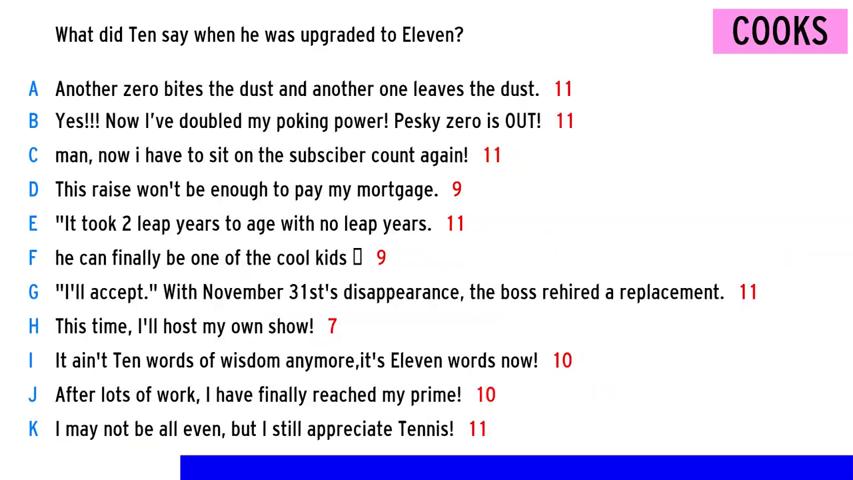 What did Ten say when he was upgraded to Eleven?
COOKS
A Another zero bites the dust and another one leaves the dust. 11
B Yes!!! Now I've doubled my poking power! Pesky zero is OUT! 11
C man, now i have to sit on the subsciber count again! 11
D This raise won't be enough to pay my mortgage. 9
E "It took 2 leap years to age with no leap years. 11
F he can finally be one of the cool kids ▯ 9
G "I'll accept." With November 31st's disappearance, the boss rehired a replacement. 11
H This time, I'll host my own show! 7
I It ain't Ten words of wisdom anymore,it's Eleven words now! 10
J After lots of work, I have finally reached my prime! 10
K I may not be all even, but I still appreciate Tennis! 11